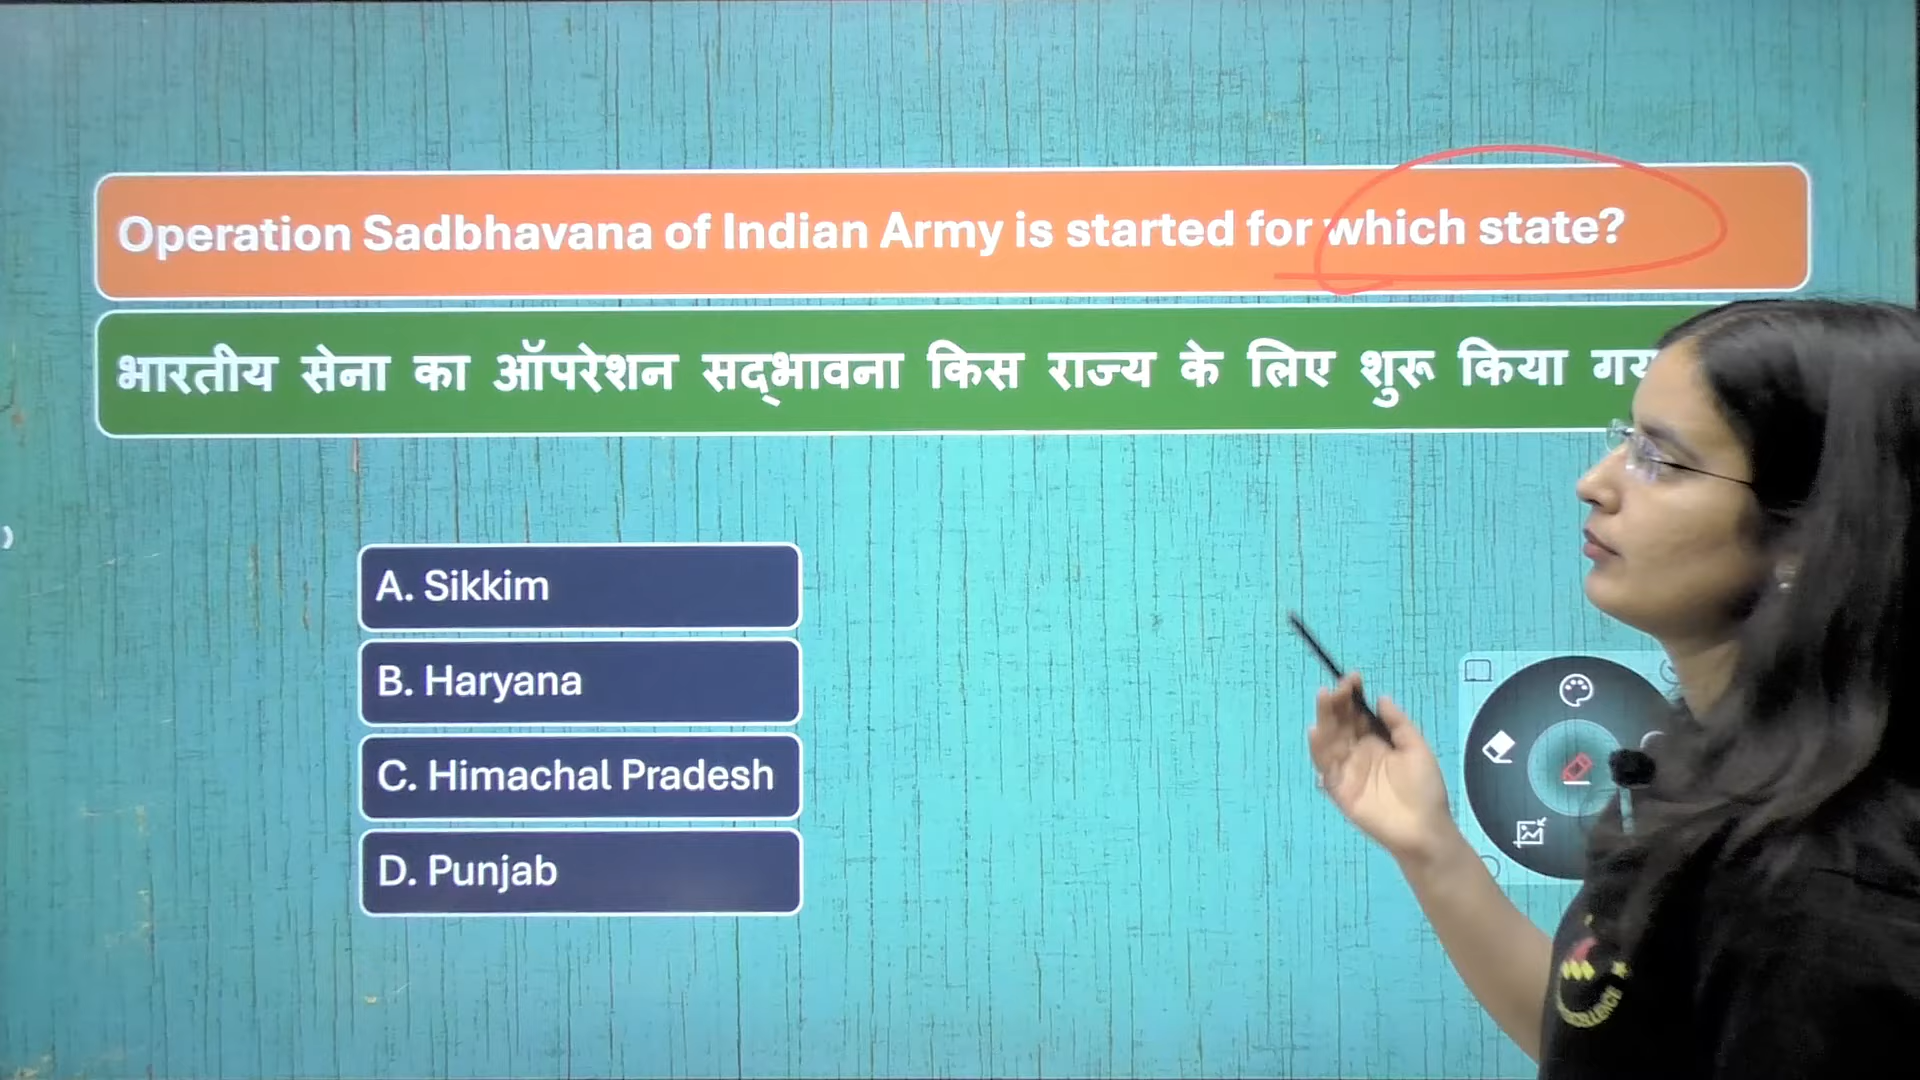 Operation Sadbhavana of Indian Army is started for which state?
भारतीय सेना का ऑपरेशन सद्भावना किस राज्य के लिए शुरू किया
A. Sikkim
B. Haryana
C. Himachal Pradesh
D. Punjab